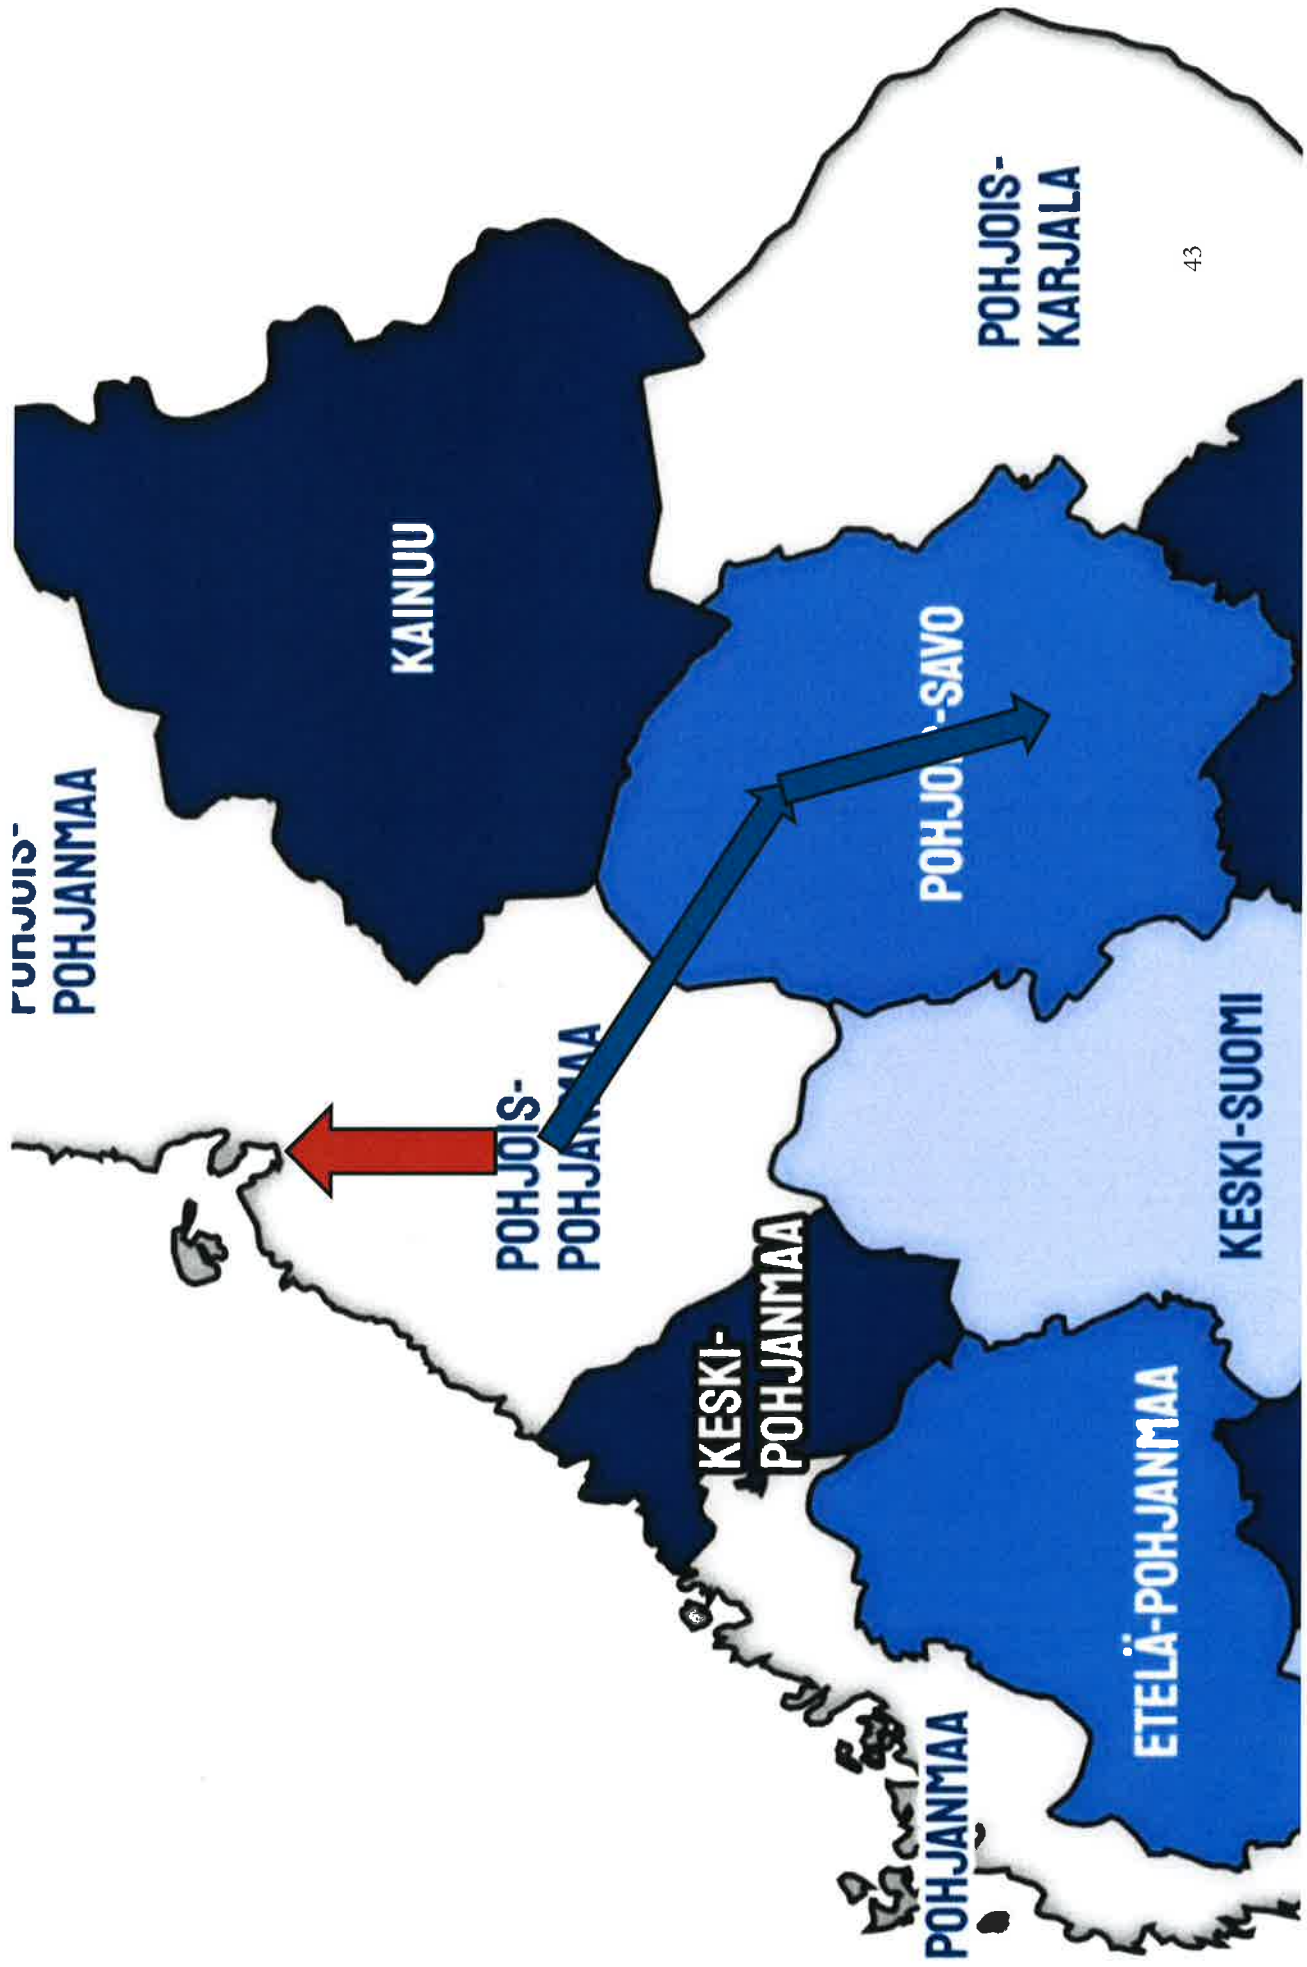 POHJOIS-
POHJANMAA
KAINUU
POHJOIS-
POHJANMAA
KESKI-
POHJANMAA
POHJANMAA
POHJOIS-SAVO
POHJOIS-
KARJALA
ETELÄ-POHJANMAA
KESKI-SUOMI
43